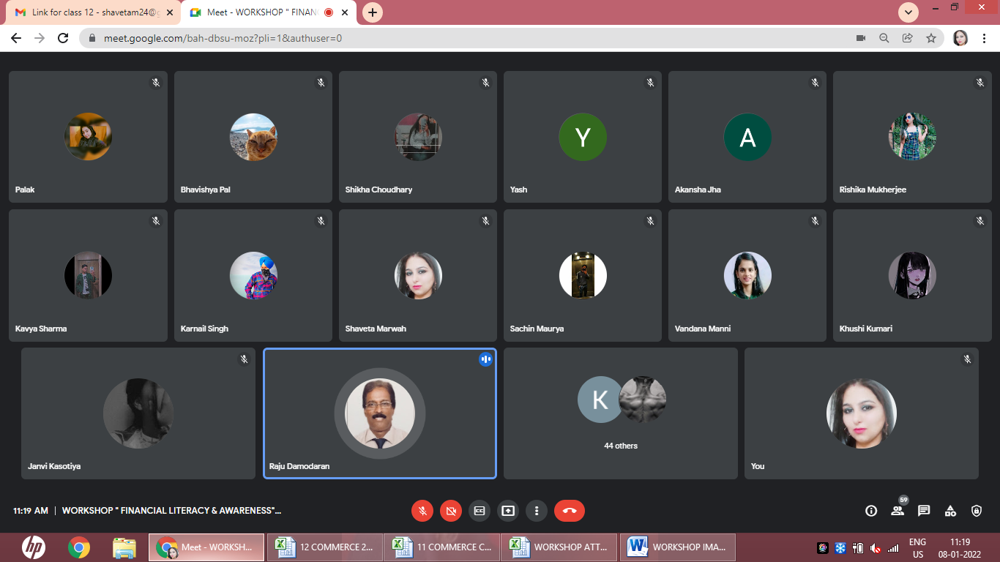 Link for class 12 - shavetam24@g
Meet - WORKSHOP " FINAN
meet.google.com/bah-dbsu-moz?pli=1&authuser=0
Palak
Bhavishya Pal
Shikha Choudhary
Y
Yash
A
Akansha Jha
Rishika Mukherjee
Kavya Sharma
Karnail Singh
Shaveta Marwah
Sachin Maurya
Vandana Manni
Khushi Kumari
Janvi Kasotiya
Raju Damodaran
K
44 others
You
11:19 AM | WORKSHOP " FINANCIAL LITERACY & AWARENESS"...
59
hp
Meet - WORKSH...
12 COMMERCE 2...
11 COMMERCE C...
WORKSHOP ATT...
WORKSHOP IMA...
ENG
US
11:19
08-01-2022